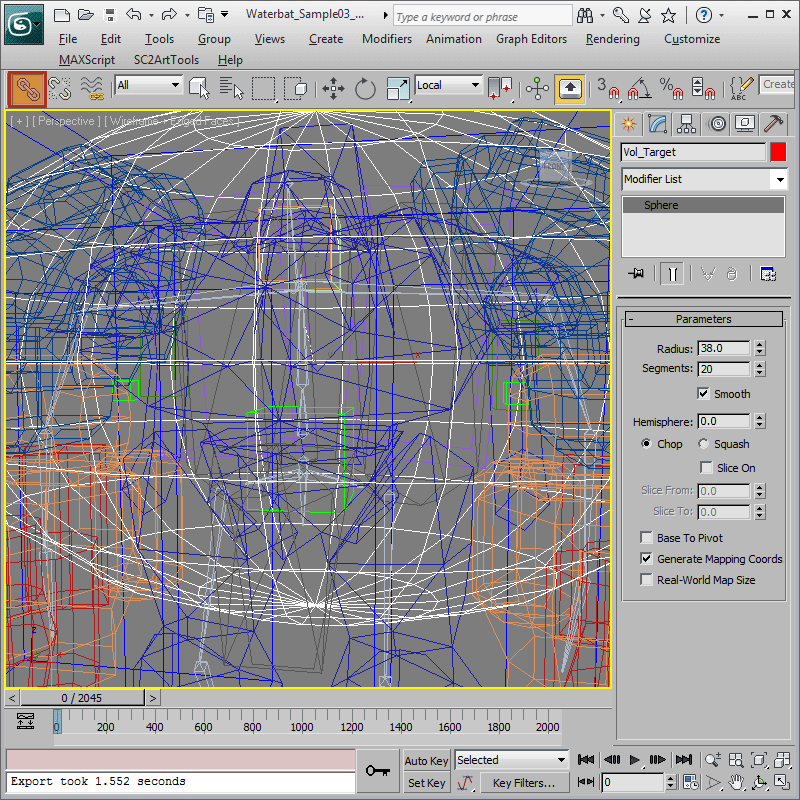 Waterbat_Sample03_...
Type a keyword or phrase
File Edit Tools Group Views Create Modifiers Animation Graph Editors Rendering Customize
MAXScript SC2ArtTools Help
All
Local
3
%
ABC
Create
[ + ] [ Perspective ] [ Wireframe + Edged Faces ]
Vol_Target
Modifier List
Sphere
- Parameters
Radius: 38.0
Segments: 20
Smooth
Hemisphere: 0.0
Chop Squash
Slice On
Slice From: 0.0
Slice To: 0.0
Base To Pivot
Generate Mapping Coords
Real-World Map Size
x
z
< 0 / 2045 >
0 200 400 600 800 1000 1200 1400 1600 1800 2000
Auto Key Selected
Export took 1.552 seconds
Set Key Key Filters... 0